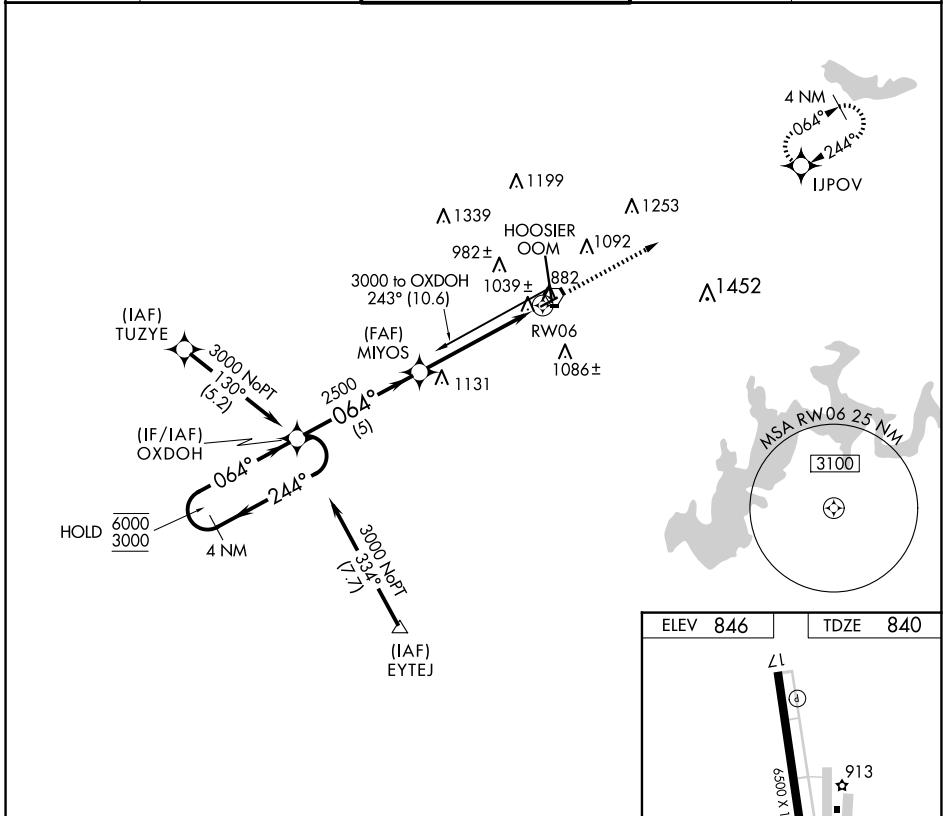 4 NM
064°
244°
IJPOV
1199
1339
1253
HOOSIER
OOM
982±
1092
3000 to OXDOH
243° (10.6)
1039±
882
1452
RW06
(IAF)
TUZYE
(FAF)
MIYOS
3000 NoPT
130°
(5.2)
1086±
1131
2500
064°
(5)
(IF/IAF)
OXDOH
064°
244°
HOLD
6000
3000
4 NM
3000 NoPT
334°
(7.7)
(IAF)
EYTEJ
MSA RW06 25 NM
3100
ELEV 846
TDZE 840
17
P
913
6500 X 1